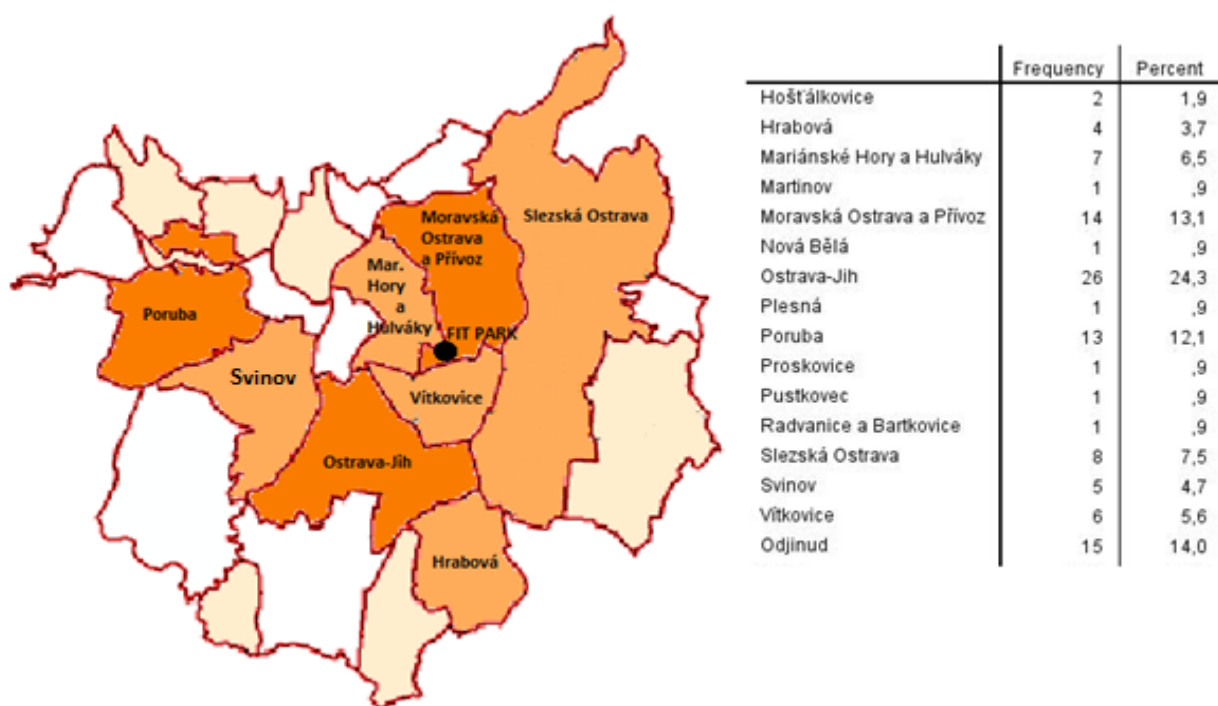 Slezská Ostrava
Moravská
Ostrava
a Přívoz
Mar.
Hory
a
Hulváky
FIT PARK
Poruba
Svinov
Vítkovice
Ostrava-Jih
Hrabová
Frequency Percent
Hošťálkovice 2 1,9
Hrabová 4 3,7
Mariánské Hory a Hulváky 7 6,5
Martinov 1 ,9
Moravská Ostrava a Přívoz 14 13,1
Nová Bělá 1 ,9
Ostrava-Jih 26 24,3
Plesná 1 ,9
Poruba 13 12,1
Proskovice 1 ,9
Pustkovec 1 ,9
Radvanice a Bartkovice 1 ,9
Slezská Ostrava 8 7,5
Svinov 5 4,7
Vítkovice 6 5,6
Odjinud 15 14,0